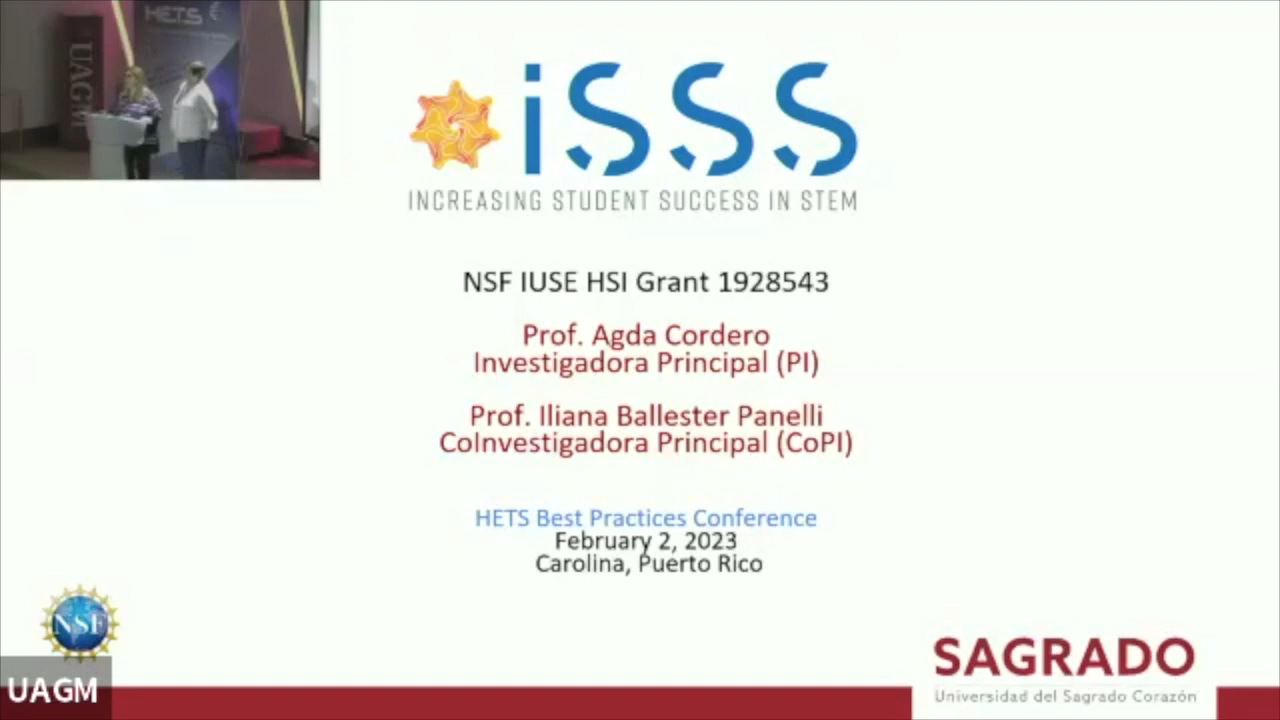 HETS
UAGM
iSSS
INCREASING STUDENT SUCCESS IN STEM
NSF IUSE HSI Grant 1928543
Prof. Agda Cordero
Investigadora Principal (PI)
Prof. Iliana Ballester Panelli
CoInvestigadora Principal (CoPI)
HETS Best Practices Conference
February 2, 2023
Carolina, Puerto Rico
NSF
UAGM
SAGRADO
Universidad del Sagrado Corazón